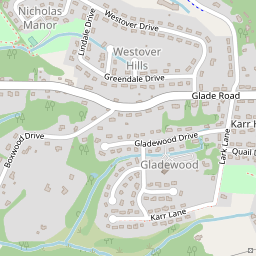 Nicholas
Manor
Lindale Drive
Westover Drive
Westover
Hills
Greendale Drive
Glade Road
Boxwood Drive
Gladewood Drive
Karr H
Lark Lane
Quail
Gladewood
Karr Lane